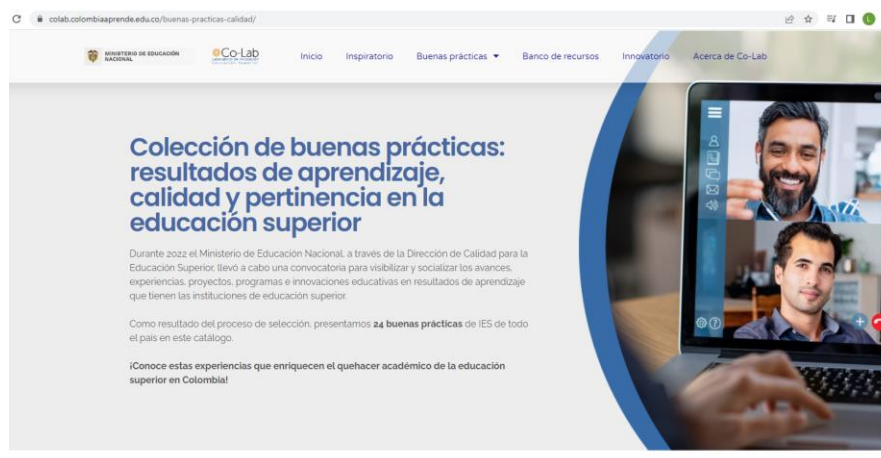 colab.colombiaaprende.edu.co/buenas-practicas-calidad/
MINISTERIO DE EDUCACIÓN
NACIONAL
Co-Lab
Inicio
Inspiratorio
Buenas prácticas
Banco de recursos
Innovatorio
Acerca de Co-Lab
Colección de buenas prácticas:
resultados de aprendizaje,
calidad y pertinencia en la
educación superior
Durante 2022 el Ministerio de Educación Nacional, a través de la Dirección de Calidad para la
Educación Superior, llevó a cabo una convocatoria para visibilizar y socializar los avances,
experiencias, proyectos, programas e innovaciones educativas en resultados de aprendizaje
que tienen las instituciones de educación superior.
Como resultado del proceso de selección, presentamos 24 buenas prácticas de IES de todo
el país en este catálogo.
¡Conoce estas experiencias que enriquecen el quehacer académico de la educación
superior en Colombia!